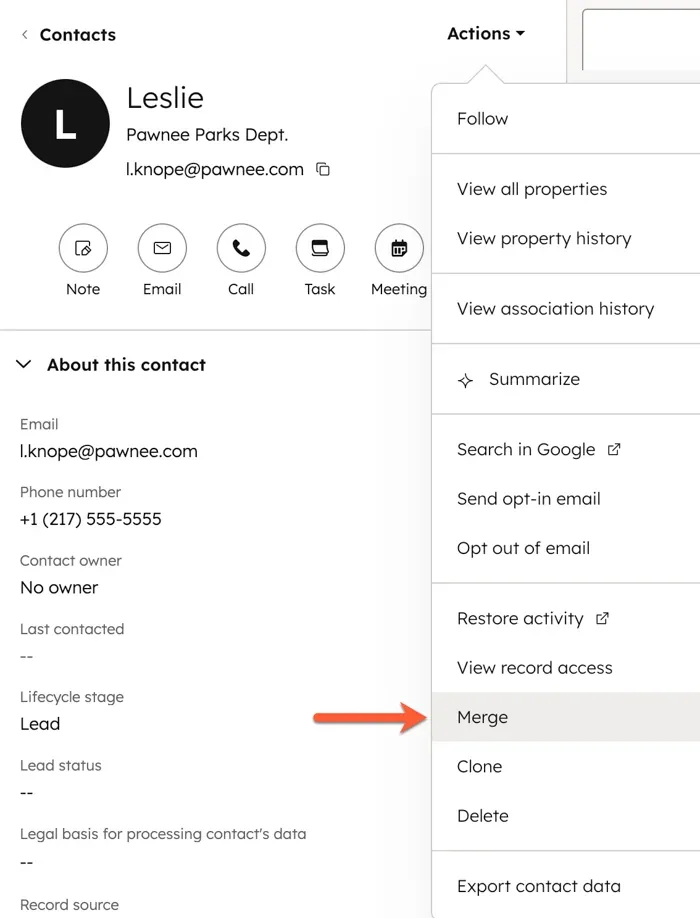 Contacts
Actions
L
Leslie
Pawnee Parks Dept.
l.knope@pawnee.com
Note
Email
Call
Task
Meeting
About this contact
Email
l.knope@pawnee.com
Phone number
+1 (217) 555-5555
Contact owner
No owner
Last contacted
--
Lifecycle stage
Lead
Lead status
--
Legal basis for processing contact's data
--
Record source
Follow
View all properties
View property history
View association history
Summarize
Search in Google
Send opt-in email
Opt out of email
Restore activity
View record access
Merge
Clone
Delete
Export contact data